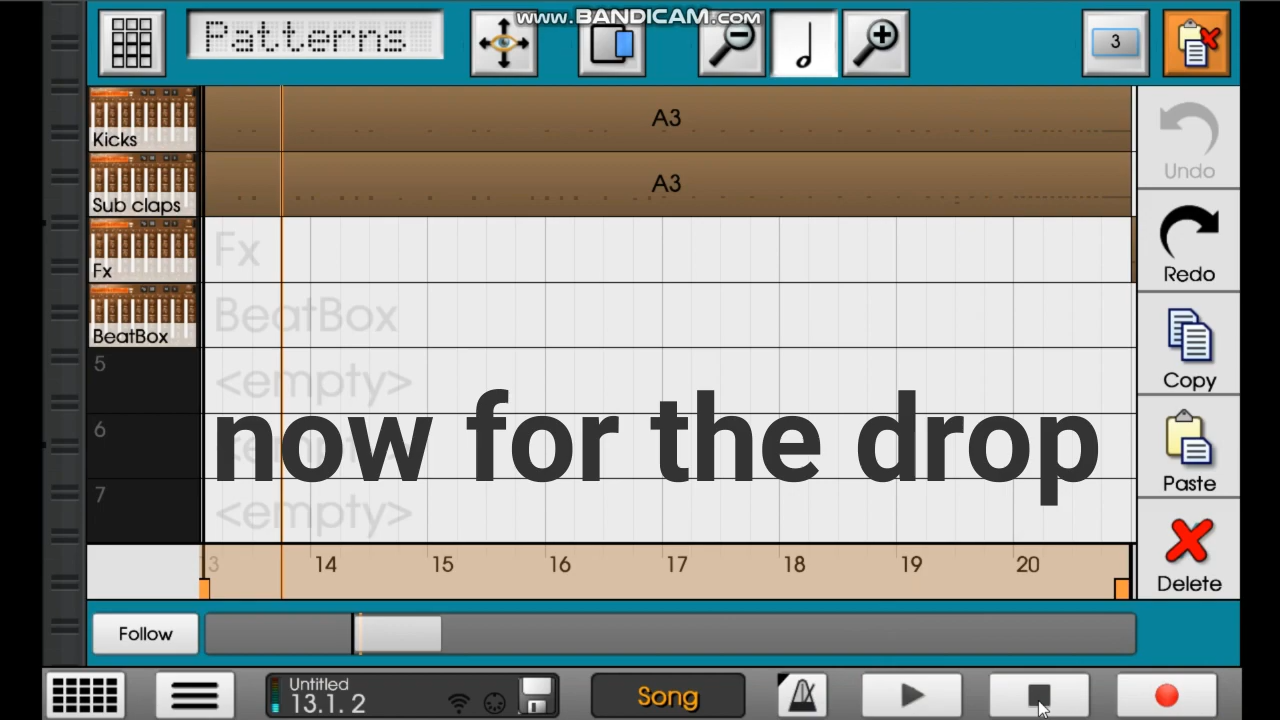 www.BANDICAM.com
Patterns
3
Kicks
A3
Undo
Sub claps
A3
Fx
Fx
Redo
BeatBox
BeatBox
5
<empty>
Copy
now for the drop
6
7
<empty>
Paste
3 14 15 16 17 18 19 20
Delete
Follow
Untitled
13.1. 2
Song